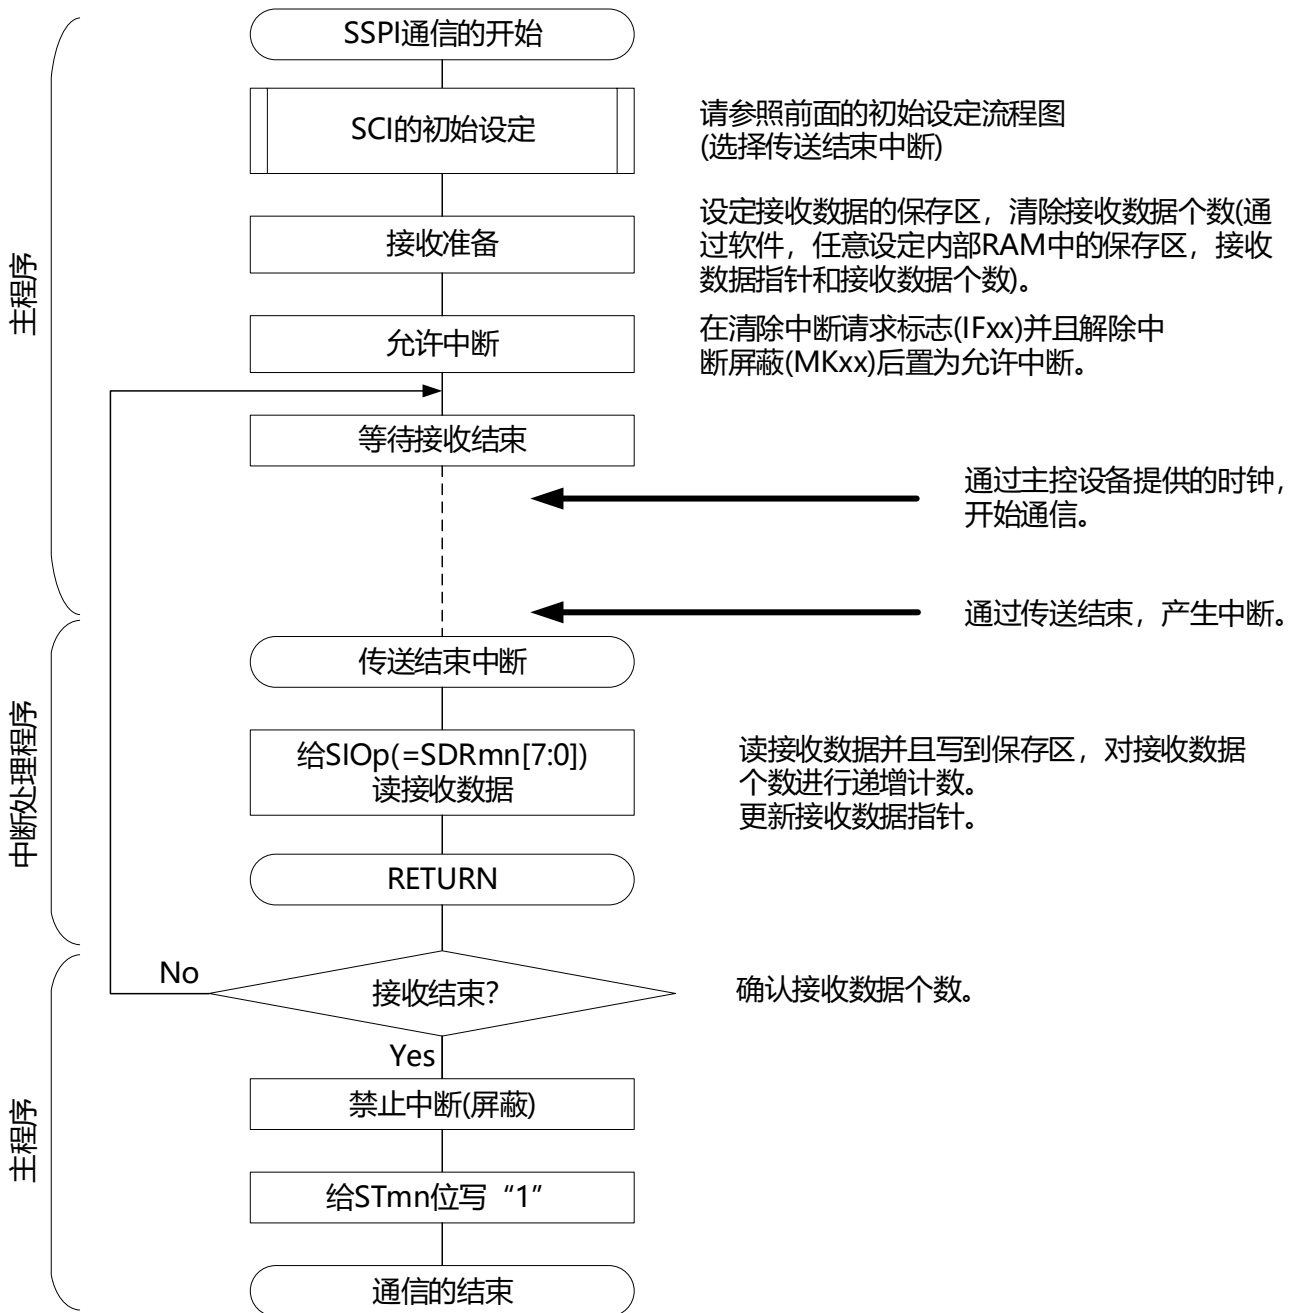 SSPI通信的开始
SCI的初始设定
请参照前面的初始设定流程图
(选择传送结束中断)
接收准备
设定接收数据的保存区，清除接收数据个数(通
过软件，任意设定内部RAM中的保存区，接收
数据指针和接收数据个数)。
主程序
允许中断
在清除中断请求标志(IFxx)并且解除中
断屏蔽(MKxx)后置为允许中断。
等待接收结束
通过主控设备提供的时钟，
开始通信。
通过传送结束，产生中断。
传送结束中断
中断处理程序
给SIOp(=SDRmn[7:0])
读接收数据
读接收数据并且写到保存区，对接收数据
个数进行递增计数。
更新接收数据指针。
RETURN
No
接收结束?
确认接收数据个数。
Yes
主程序
禁止中断(屏蔽)
给STmn位写“1”
通信的结束